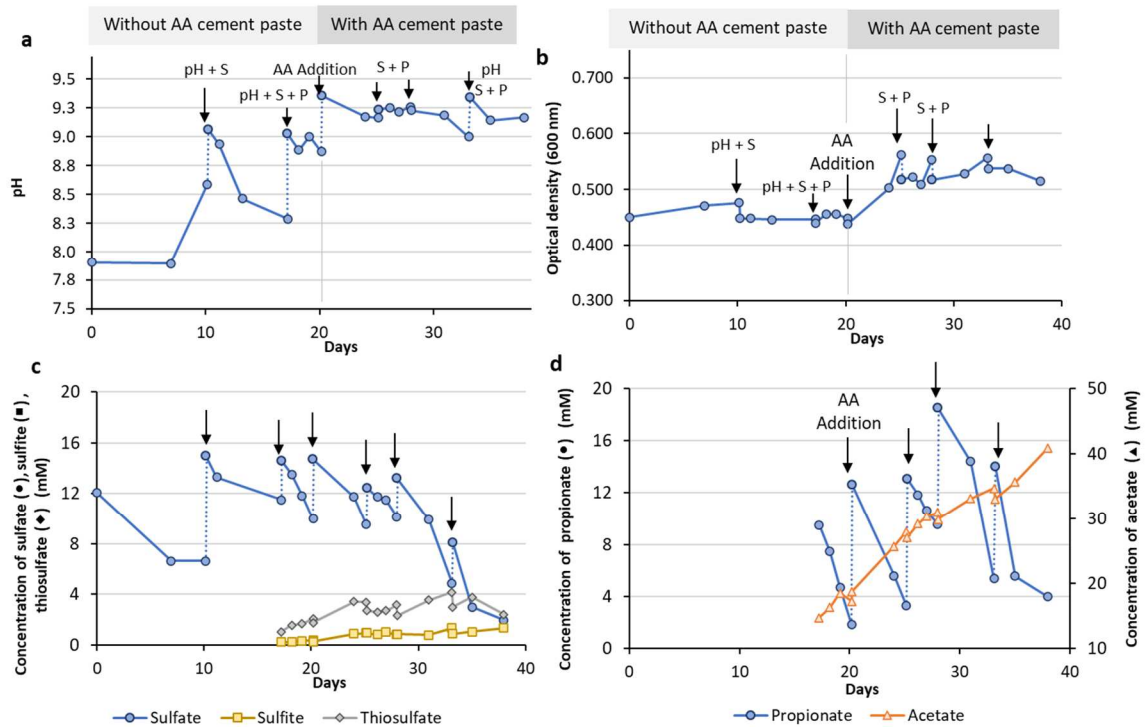 Without AA cement paste
With AA cement paste
a
pH + S
AA Addition
S + P
pH
S + P
pH + S + P
9.5
9.3
9.0
8.8
8.5
8.3
8.0
7.8
7.5
pH
0
10
20
30
Days
Without AA cement paste
With AA cement paste
b
0.700
0.600
0.500
0.400
0.300
Optical density (600 nm)
pH + S
pH + S + P
AA
Addition
S + P
S + P
0
10
20
30
40
Days
c
20
16
12
8
4
0
Concentration of sulfate (●), sulfite (■),
thiosulfate (◆) (mM)
0
10
20
30
40
Days
Sulfate
Sulfite
Thiosulfate
d
20
16
12
8
4
0
Concentration of propionate (●) (mM)
AA
Addition
50
40
30
20
10
Concentration of acetate (▲) (mM)
0
10
20
30
40
Days
Propionate
Acetate